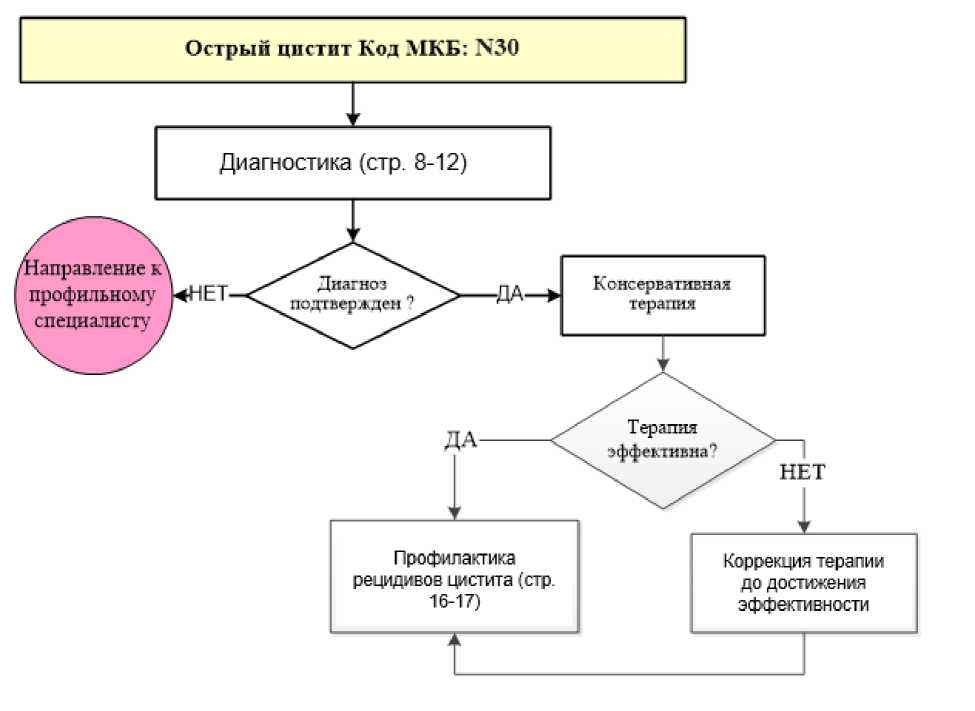 Острый цистит Код МКБ: N30
Диагностика (стр. 8-12)
Направление к
профильному
специалисту
НЕТ
Диагноз
подтвержден ?
ДА
Консервативная
терапия
Терапия
эффективна?
ДА
НЕТ
Профилактика
рецидивов цистита (стр.
16-17)
Коррекция терапии
до достижения
эффективности